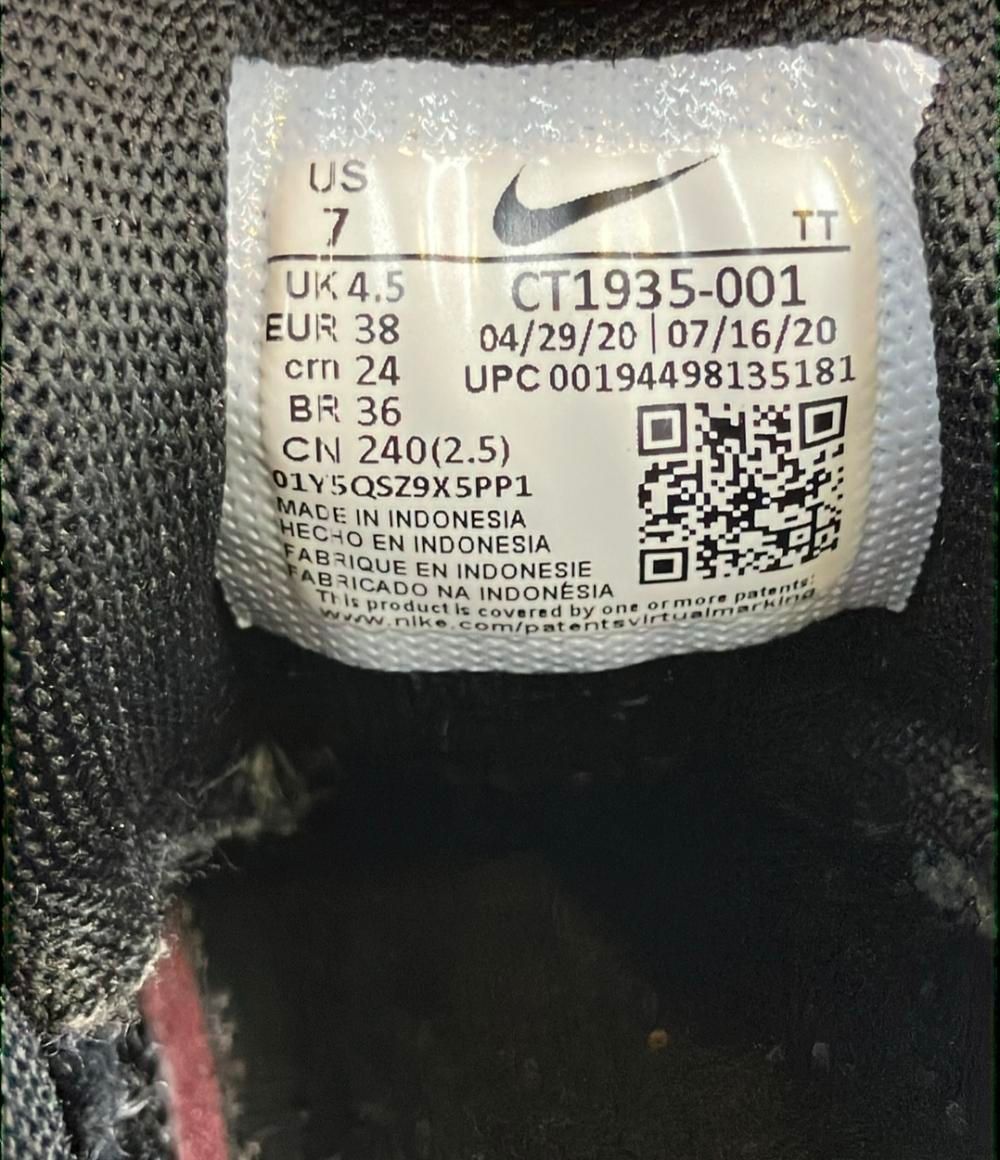 US
7
TT
UK 4.5
CT1935-001
EUR 38
04/29/20 | 07/16/20
cm 24
UPC 00194498135181
BR 36
CN 240(2.5)
01Y5QSZ9X5PP1
MADE IN INDONESIA
HECHO EN INDONESIA
FABRIQUE EN INDONESIE
FABRICADO NA INDONÉSIA
This product is covered by one or more patents:
www.nike.com/patentsvirtualmarking